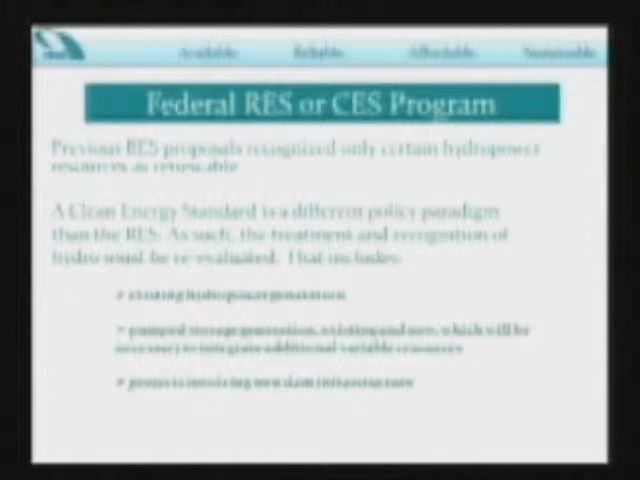 Available Reliable Affordable Sustainable
Federal RES or CES Program
Previous RES proposals recognized only certain hydropower
resources as renewable
A Clean Energy Standard is a different policy paradigm
than the RES. As such, the treatment and recognition of
hydro must be re-evaluated. That includes:
existing hydropower generation
pumped storage generation, existing and new, which will be
necessary to integrate additional variable resources
projects involving new dam infrastructure